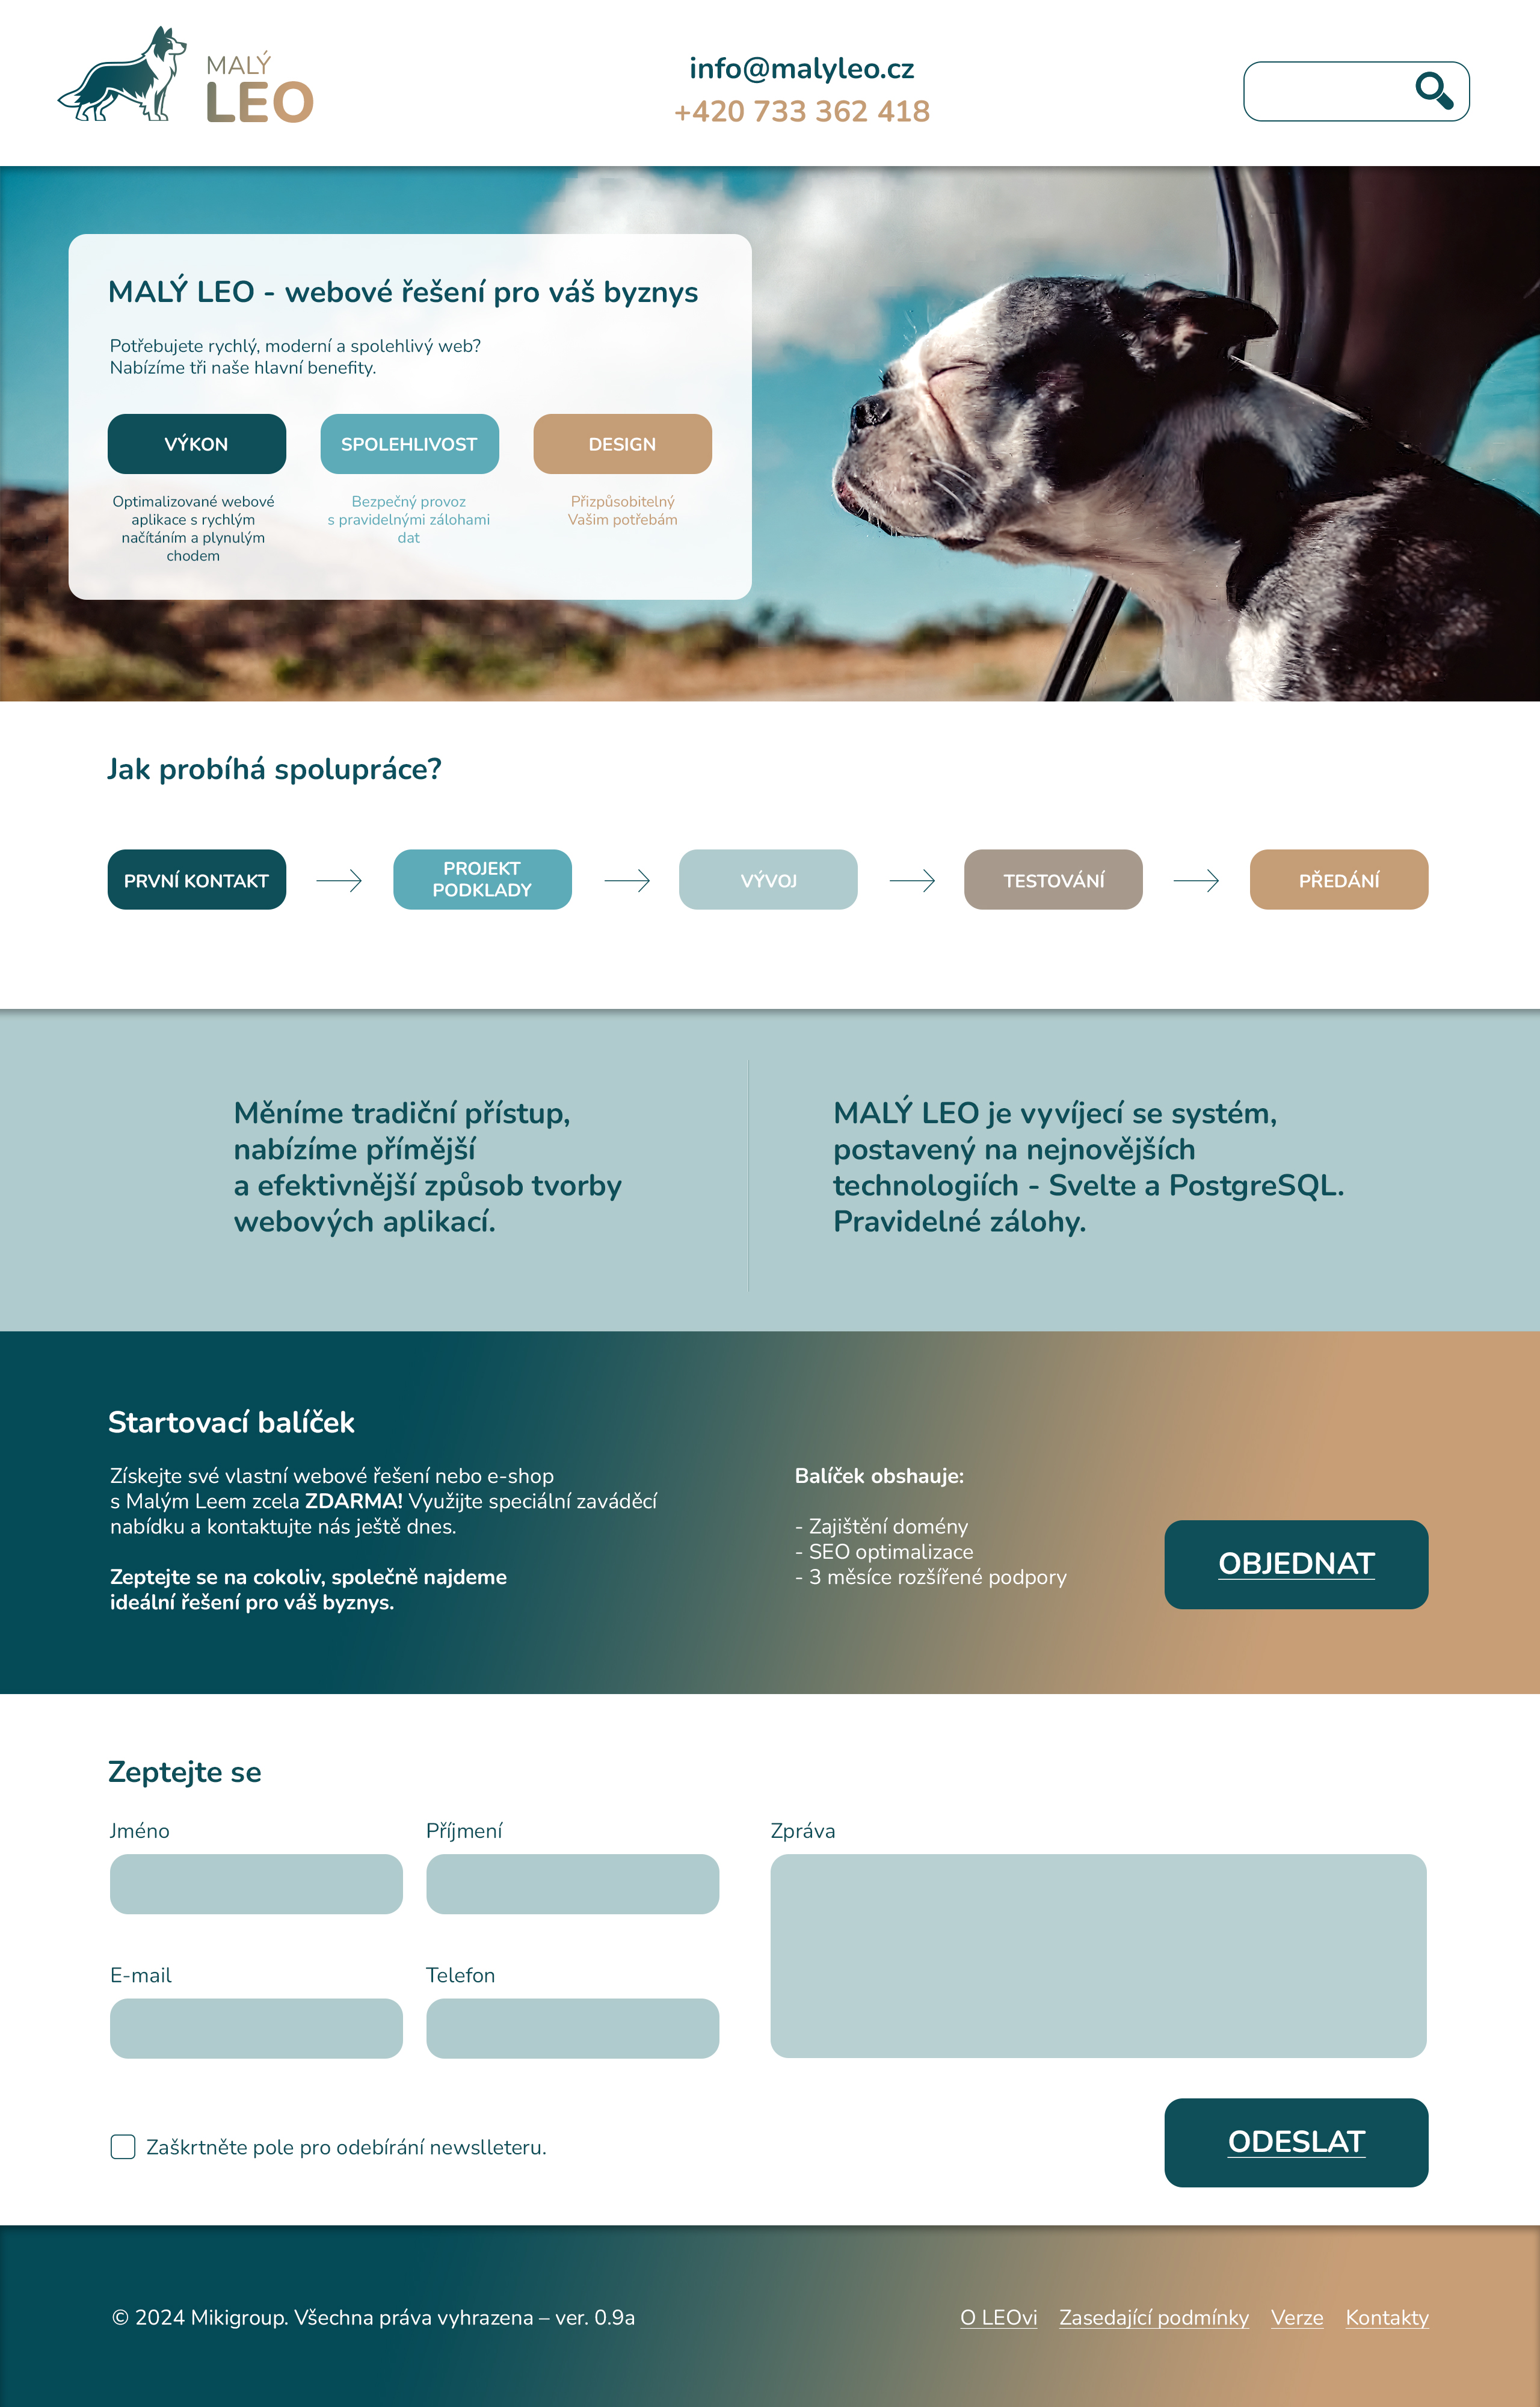 MALÝ
LEO
info@malyleo.cz
+420 733 362 418
MALÝ LEO - webové řešení pro váš byznys
Potřebujete rychlý, moderní a spolehlivý web?
Nabízíme tři naše hlavní benefity.
VÝKON
Optimalizované webové
aplikace s rychlým
načítáním a plynulým
chodem
SPOLEHLIVOST
Bezpečný provoz
s pravidelnými zálohami
dat
DESIGN
Přizpůsobitelný
Vašim potřebám
Jak probíhá spolupráce?
PRVNÍ KONTAKT
PROJEKT
PODKLADY
VÝVOJ
TESTOVÁNÍ
PŘEDÁNÍ
Měníme tradiční přístup,
nabízíme přímější
a efektivnější způsob tvorby
webových aplikací.
MALÝ LEO je vyvíjecí se systém,
postavený na nejnovějších
technologiích - Svelte a PostgreSQL.
Pravidelné zálohy.
Startovací balíček
Získejte své vlastní webové řešení nebo e-shop
s Malým Leem zcela ZDARMA! Využijte speciální zaváděcí
nabídku a kontaktujte nás ještě dnes.
Zeptejte se na cokoliv, společně najdeme
ideální řešení pro váš byznys.
Balíček obshauje:
- Zajištění domény
- SEO optimalizace
- 3 měsíce rozšířené podpory
OBJEDNAT
Zeptejte se
Jméno
Příjmení
Zpráva
E-mail
Telefon
Zaškrtněte pole pro odebírání newslleteru.
ODESLAT
© 2024 Mikigroup. Všechna práva vyhrazena – ver. 0.9a
O LEOvi Zasedající podmínky Verze Kontakty